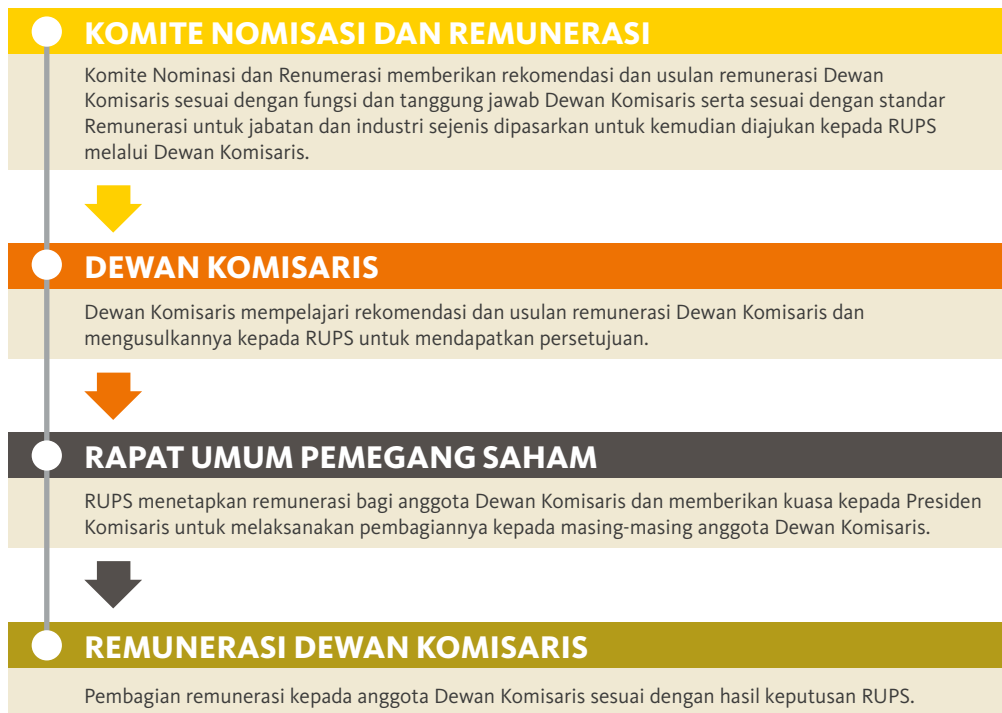 KOMITE NOMISASI DAN REMUNERASI
Komite Nominasi dan Renumerasi memberikan rekomendasi dan usulan remunerasi Dewan
Komisaris sesuai dengan fungsi dan tanggung jawab Dewan Komisaris serta sesuai dengan standar
Remunerasi untuk jabatan dan industri sejenis dipasarkan untuk kemudian diajukan kepada RUPS
melalui Dewan Komisaris.
DEWAN KOMISARIS
Dewan Komisaris mempelajari rekomendasi dan usulan remunerasi Dewan Komisaris dan
mengusulkannya kepada RUPS untuk mendapatkan persetujuan.
RAPAT UMUM PEMEGANG SAHAM
RUPS menetapkan remunerasi bagi anggota Dewan Komisaris dan memberikan kuasa kepada Presiden
Komisaris untuk melaksanakan pembagiannya kepada masing-masing anggota Dewan Komisaris.
REMUNERASI DEWAN KOMISARIS
Pembagian remunerasi kepada anggota Dewan Komisaris sesuai dengan hasil keputusan RUPS.